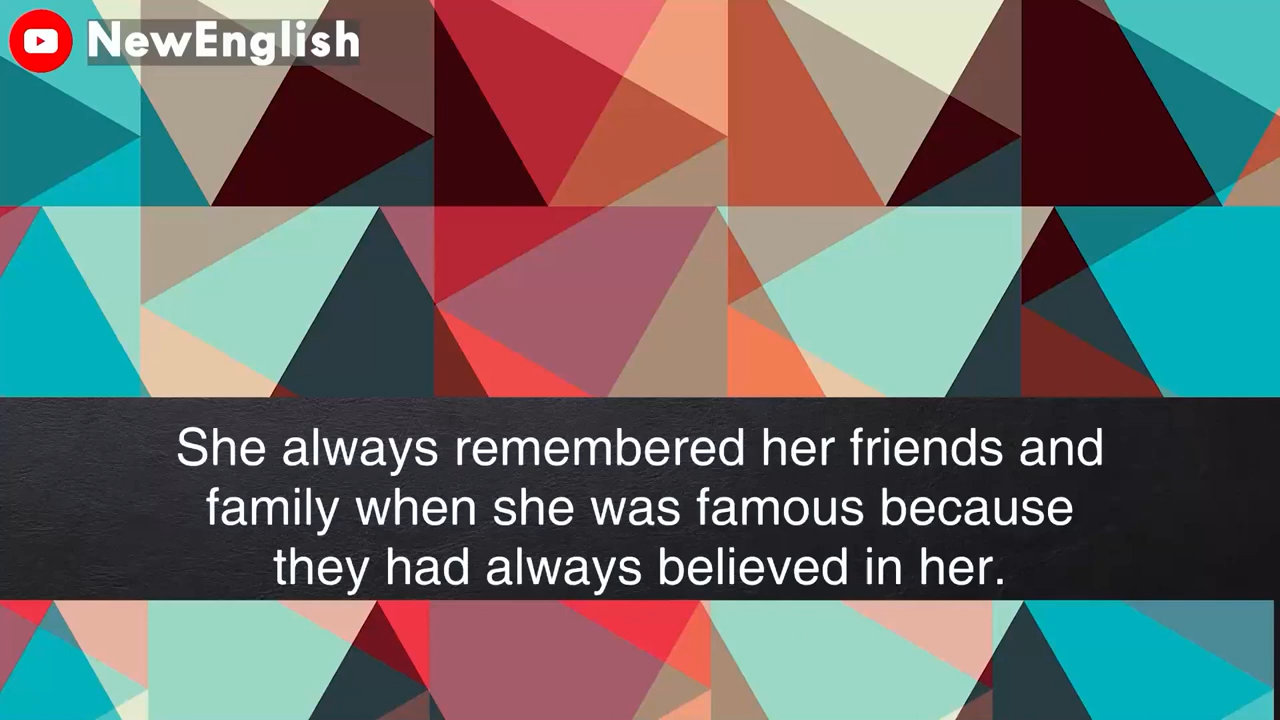 NewEnglish
She always remembered her friends and
family when she was famous because
they had always believed in her.